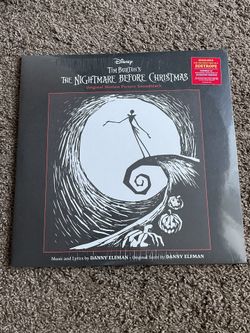 Disney
TIM BURTON'S
THE NIGHTMARE BEFORE CHRISTMAS
Original Motion Picture Soundtrack
ZOETROPE
Music and Lyrics by DANNY ELFMAN • Original Score by DANNY ELFMAN